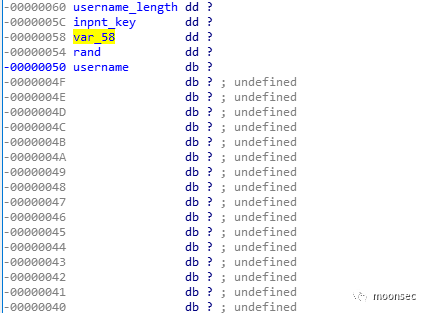 -00000060 username_length dd ?
-0000005C inpnt_key dd ?
-00000058 var_58 dd ?
-00000054 rand dd ?
-00000050 username db ?
-0000004F db ? ; undefined
-0000004E db ? ; undefined
-0000004D db ? ; undefined
-0000004C db ? ; undefined
-0000004B db ? ; undefined
-0000004A db ? ; undefined
-00000049 db ? ; undefined
-00000048 db ? ; undefined
-00000047 db ? ; undefined
-00000046 db ? ; undefined
-00000045 db ? ; undefined
-00000044 db ? ; undefined
-00000043 db ? ; undefined
-00000042 db ? ; undefined
-00000041 db ? ; undefined
-00000040 db ? ; undefined
moonsec